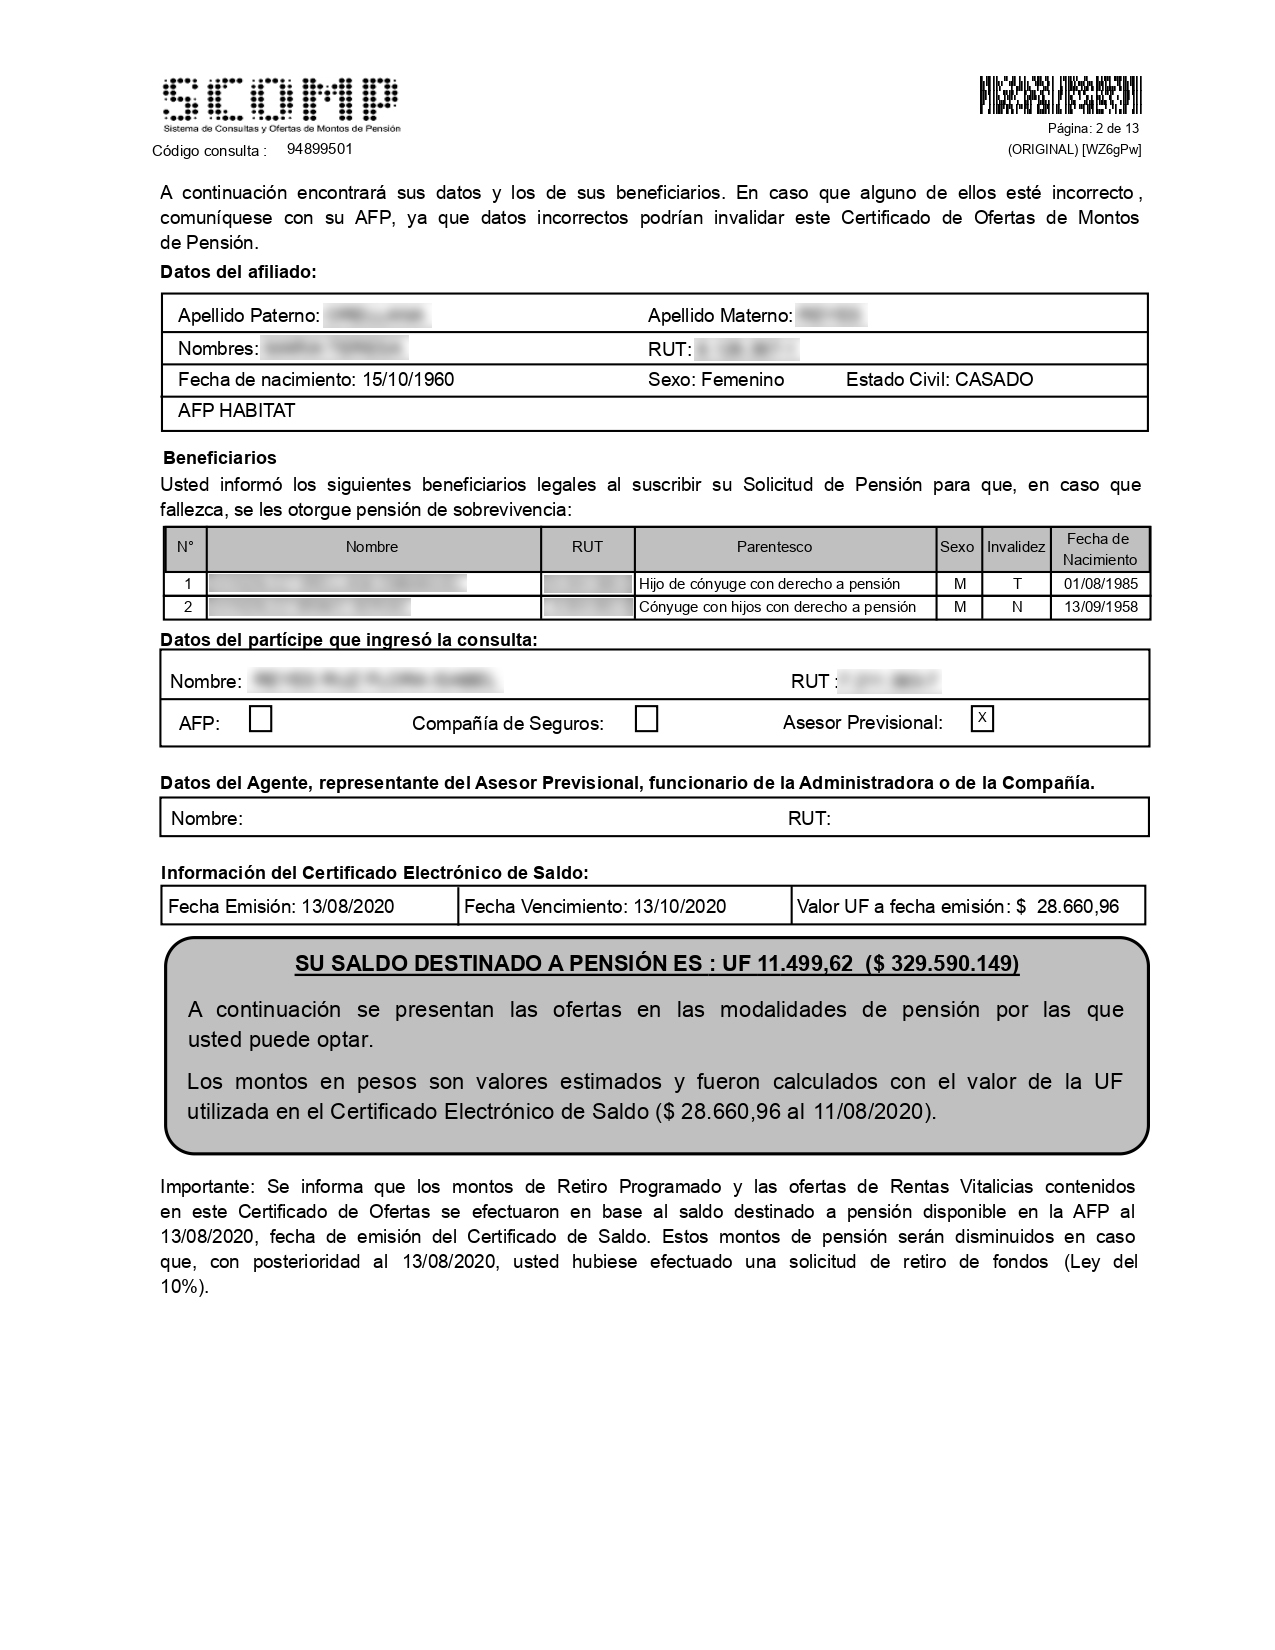 SCOMP
Sistema de Consultas y Ofertas de Montos de Pensión
Página: 2 de 13
Código consulta : 94899501
(ORIGINAL) [WZ6gPw]
A continuación encontrará sus datos y los de sus beneficiarios. En caso que alguno de ellos esté incorrecto ,
comuníquese con su AFP, ya que datos incorrectos podrían invalidar este Certificado de Ofertas de Montos
de Pensión.
Datos del afiliado:
Apellido Paterno: Apellido Materno:
Nombres: RUT:
Fecha de nacimiento: 15/10/1960 Sexo: Femenino Estado Civil: CASADO
AFP HABITAT
Beneficiarios
Usted informó los siguientes beneficiarios legales al suscribir su Solicitud de Pensión para que, en caso que
fallezca, se les otorgue pensión de sobrevivencia:
N° Nombre RUT Parentesco Sexo Invalidez Fecha de Nacimiento
1 Hijo de cónyuge con derecho a pensión M T 01/08/1985
2 Cónyuge con hijos con derecho a pensión M N 13/09/1958
Datos del partícipe que ingresó la consulta:
Nombre: RUT :
AFP: Compañía de Seguros: Asesor Previsional: X
Datos del Agente, representante del Asesor Previsional, funcionario de la Administradora o de la Compañía.
Nombre: RUT:
Información del Certificado Electrónico de Saldo:
Fecha Emisión: 13/08/2020 Fecha Vencimiento: 13/10/2020 Valor UF a fecha emisión: $ 28.660,96
SU SALDO DESTINADO A PENSIÓN ES : UF 11.499,62 ($ 329.590.149)
A continuación se presentan las ofertas en las modalidades de pensión por las que
usted puede optar.
Los montos en pesos son valores estimados y fueron calculados con el valor de la UF
utilizada en el Certificado Electrónico de Saldo ($ 28.660,96 al 11/08/2020).
Importante: Se informa que los montos de Retiro Programado y las ofertas de Rentas Vitalicias contenidos
en este Certificado de Ofertas se efectuaron en base al saldo destinado a pensión disponible en la AFP al
13/08/2020, fecha de emisión del Certificado de Saldo. Estos montos de pensión serán disminuidos en caso
que, con posterioridad al 13/08/2020, usted hubiese efectuado una solicitud de retiro de fondos (Ley del
10%).